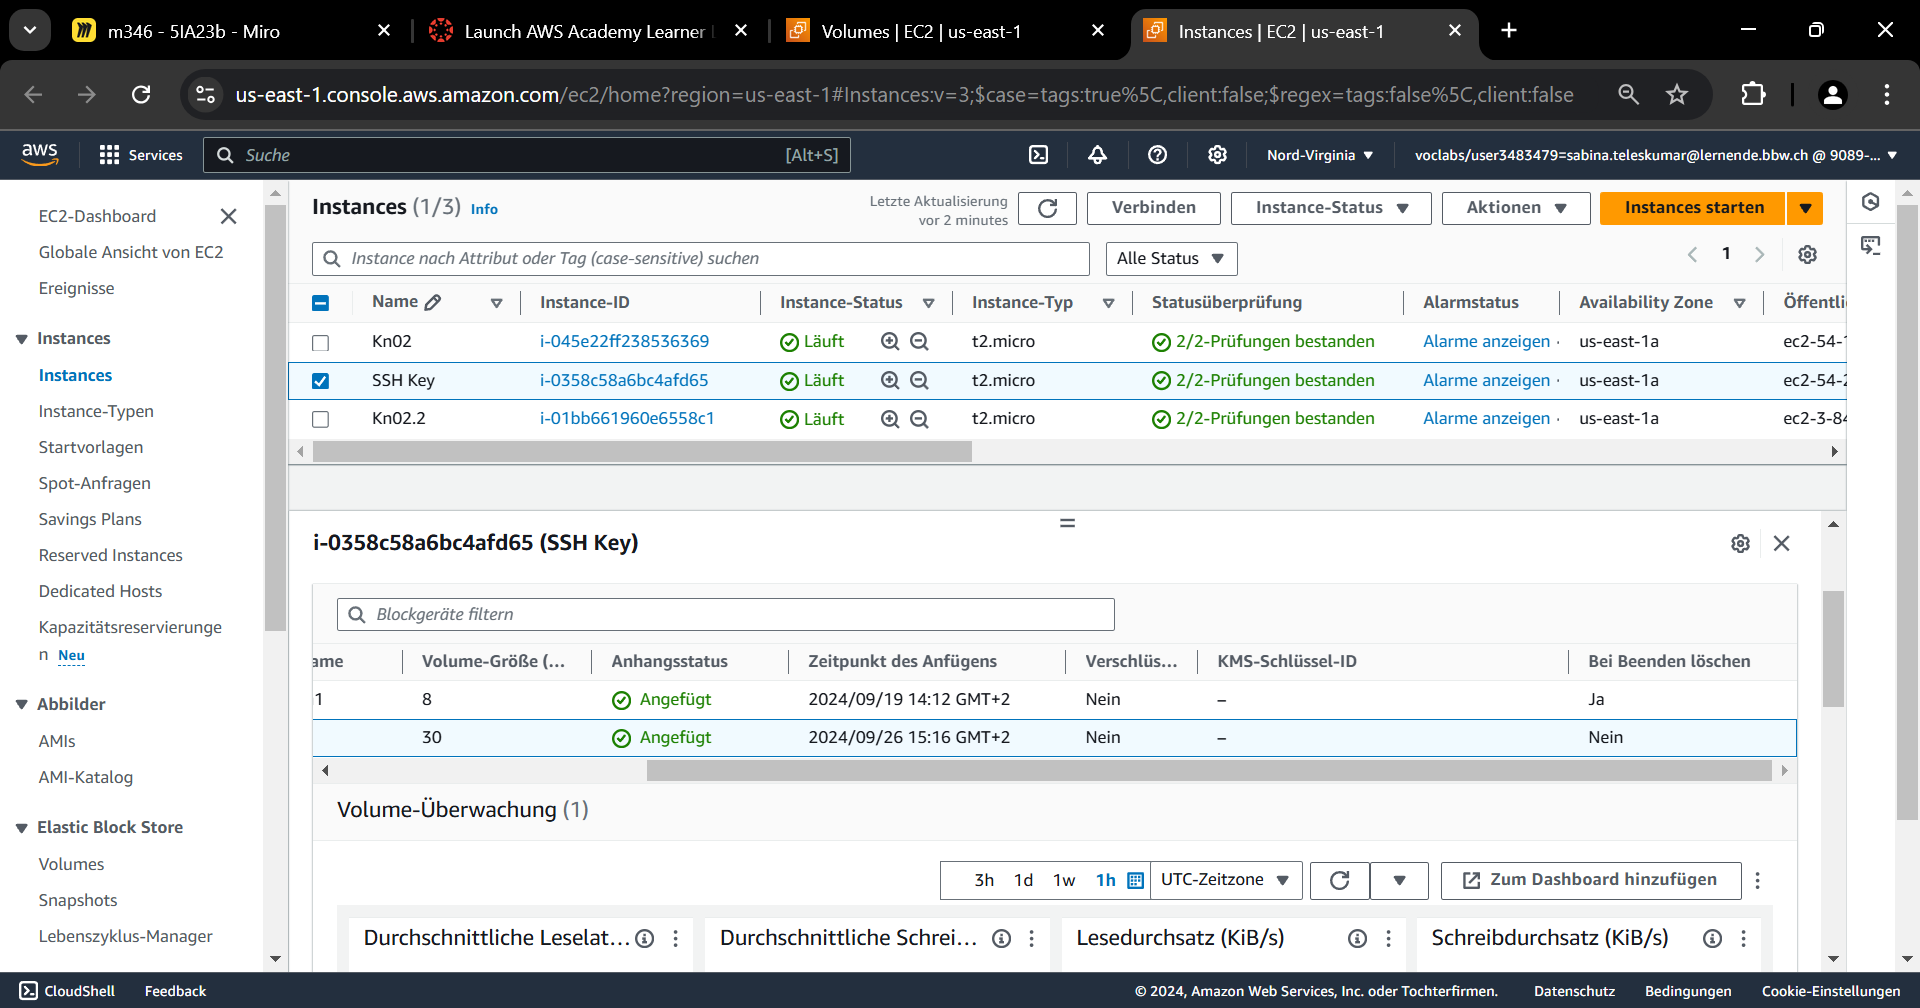 m346 - 5IA23b - Miro
Launch AWS Academy Learner
Volumes | EC2 | us-east-1
Instances | EC2 | us-east-1
us-east-1.console.aws.amazon.com/ec2/home?region=us-east-1#Instances:v=3;$case=tags:true%5C,client:false;$regex=tags:false%5C,client:false
aws
Services
Suche
[Alt+S]
Nord-Virginia
voclabs/user3483479=sabina.teleskumar@lernende.bbw.ch @ 9089-...
EC2-Dashboard
Globale Ansicht von EC2
Ereignisse
Instances
Instances
Instance-Typen
Startvorlagen
Spot-Anfragen
Savings Plans
Reserved Instances
Dedicated Hosts
Kapazitätsreservierunge
n Neu
Abbilder
AMIs
AMI-Katalog
Elastic Block Store
Volumes
Snapshots
Lebenszyklus-Manager
Instances (1/3) Info
Letzte Aktualisierung
vor 2 minutes
Verbinden
Instance-Status
Aktionen
Instances starten
Instance nach Attribut oder Tag (case-sensitive) suchen
Alle Status
1
Name Instance-ID Instance-Status Instance-Typ Statusüberprüfung Alarmstatus Availability Zone Öffentli
Kn02 i-045e22ff238536369 Läuft t2.micro 2/2-Prüfungen bestanden Alarme anzeigen us-east-1a ec2-54-1
SSH Key i-0358c58a6bc4afd65 Läuft t2.micro 2/2-Prüfungen bestanden Alarme anzeigen us-east-1a ec2-54-2
Kn02.2 i-01bb661960e6558c1 Läuft t2.micro 2/2-Prüfungen bestanden Alarme anzeigen us-east-1a ec2-3-84
i-0358c58a6bc4afd65 (SSH Key)
Blockgeräte filtern
ame Volume-Größe (... Anhangsstatus Zeitpunkt des Anfügens Verschlüs... KMS-Schlüssel-ID Bei Beenden löschen
1 8 Angefügt 2024/09/19 14:12 GMT+2 Nein – Ja
30 Angefügt 2024/09/26 15:16 GMT+2 Nein – Nein
Volume-Überwachung (1)
3h 1d 1w 1h UTC-Zeitzone Zum Dashboard hinzufügen
Durchschnittliche Leselat... Durchschnittliche Schrei... Lesedurchsatz (KiB/s) Schreibdurchsatz (KiB/s)
CloudShell Feedback © 2024, Amazon Web Services, Inc. oder Tochterfirmen. Datenschutz Bedingungen Cookie-Einstellungen